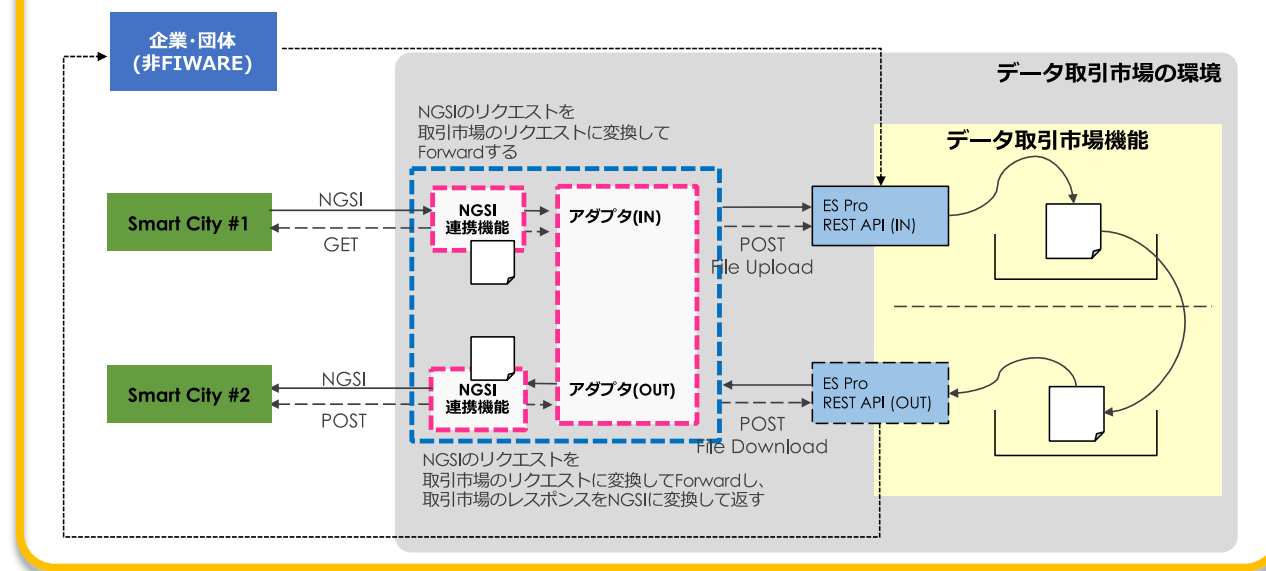 企業・団体
(非FIWARE)
データ取引市場の環境
NGSIのリクエストを
取引市場のリクエストに変換して
Forwardする
データ取引市場機能
Smart City #1
NGSI
GET
NGSI
連携機能
アダプタ(IN)
POST
File Upload
ES Pro
REST API (IN)
Smart City #2
NGSI
POST
NGSI
連携機能
アダプタ(OUT)
POST
File Download
ES Pro
REST API (OUT)
NGSIのリクエストを
取引市場のリクエストに変換してForwardし、
取引市場のレスポンスをNGSIに変換して返す